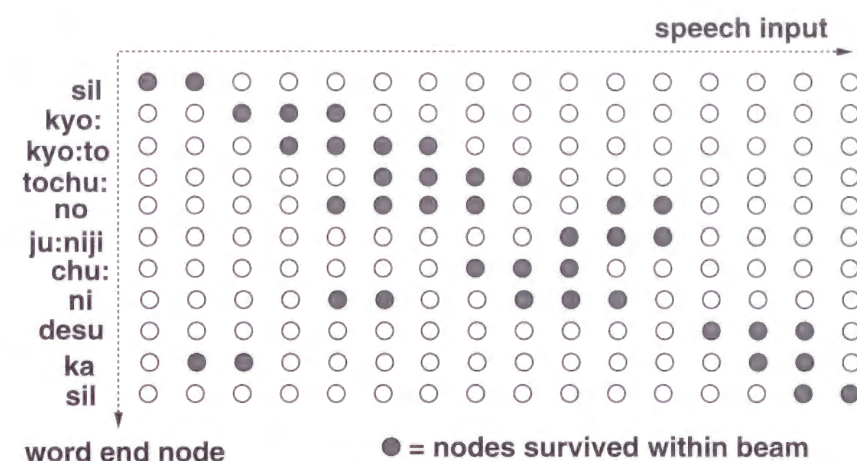 speech input
sil
kyo:
kyo:to
tochu:
no
ju:niji
chu:
ni
desu
ka
sil
word end node
= nodes survived within beam